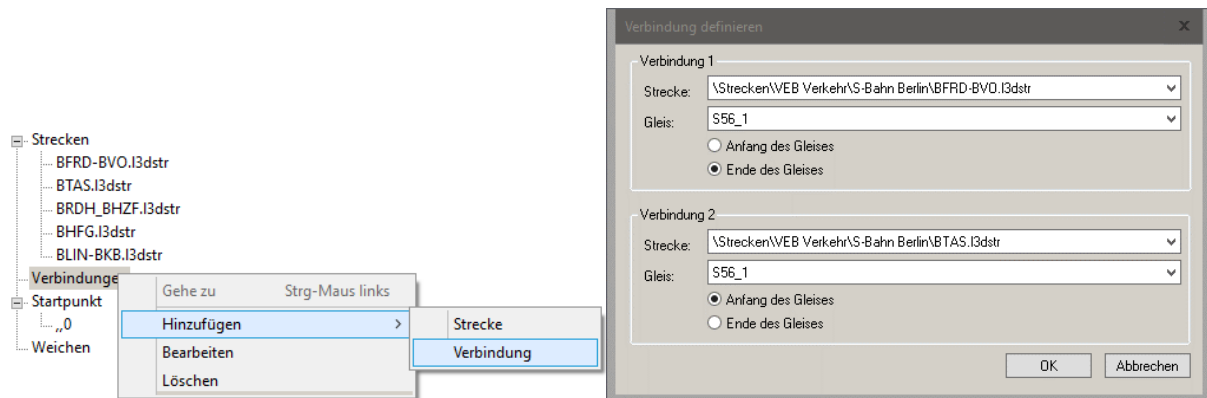 Strecken
BFRD-BVO.l3dstr
BTAS.l3dstr
BRDH_BHZF.l3dstr
BHFG.l3dstr
BLIN-BKB.l3dstr
Verbindunge
Startpunkt
,,0
Weichen
Gehe zu Strg-Maus links
Hinzufügen >
Bearbeiten
Löschen
Strecke
Verbindung
Verbindung definieren x
Verbindung 1
Strecke: \Strecken\VEB Verkehr\S-Bahn Berlin\BFRD-BVO.l3dstr
Gleis: S56_1
Anfang des Gleises
Ende des Gleises
Verbindung 2
Strecke: \Strecken\VEB Verkehr\S-Bahn Berlin\BTAS.l3dstr
Gleis: S56_1
Anfang des Gleises
Ende des Gleises
OK Abbrechen